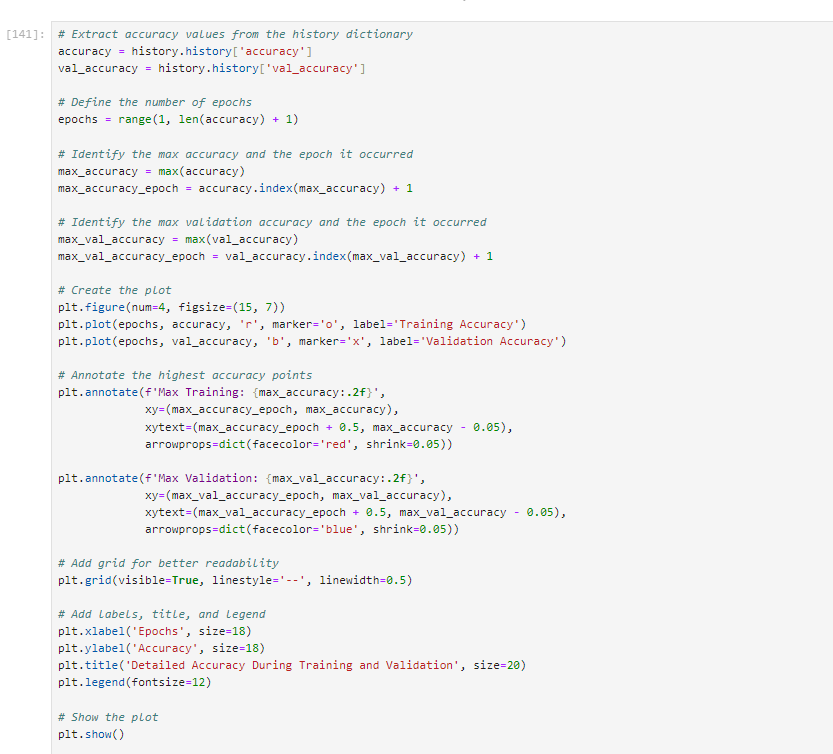 [141]: # Extract accuracy values from the history dictionary
accuracy = history.history['accuracy']
val_accuracy = history.history['val_accuracy']

# Define the number of epochs
epochs = range(1, len(accuracy) + 1)

# Identify the max accuracy and the epoch it occurred
max_accuracy = max(accuracy)
max_accuracy_epoch = accuracy.index(max_accuracy) + 1

# Identify the max validation accuracy and the epoch it occurred
max_val_accuracy = max(val_accuracy)
max_val_accuracy_epoch = val_accuracy.index(max_val_accuracy) + 1

# Create the plot
plt.figure(num=4, figsize=(15, 7))
plt.plot(epochs, accuracy, 'r', marker='o', label='Training Accuracy')
plt.plot(epochs, val_accuracy, 'b', marker='x', label='Validation Accuracy')

# Annotate the highest accuracy points
plt.annotate(f'Max Training: {max_accuracy:.2f}',
             xy=(max_accuracy_epoch, max_accuracy),
             xytext=(max_accuracy_epoch + 0.5, max_accuracy - 0.05),
             arrowprops=dict(facecolor='red', shrink=0.05))

plt.annotate(f'Max Validation: {max_val_accuracy:.2f}',
             xy=(max_val_accuracy_epoch, max_val_accuracy),
             xytext=(max_val_accuracy_epoch + 0.5, max_val_accuracy - 0.05),
             arrowprops=dict(facecolor='blue', shrink=0.05))

# Add grid for better readability
plt.grid(visible=True, linestyle='--', linewidth=0.5)

# Add labels, title, and legend
plt.xlabel('Epochs', size=18)
plt.ylabel('Accuracy', size=18)
plt.title('Detailed Accuracy During Training and Validation', size=20)
plt.legend(fontsize=12)

# Show the plot
plt.show()